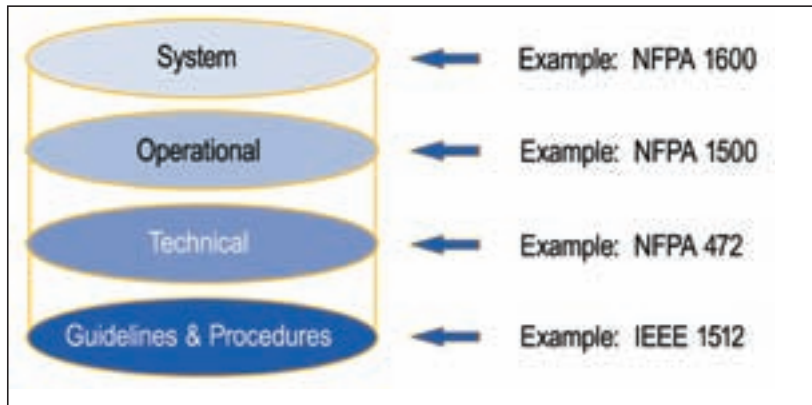 System
Example: NFPA 1600
Operational
Example: NFPA 1500
Technical
Example: NFPA 472
Guidelines & Procedures
Example: IEEE 1512